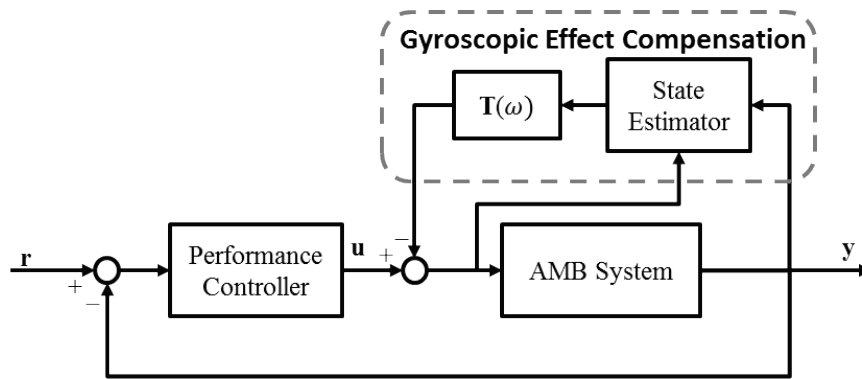 Gyroscopic Effect Compensation
T(ω)
State
Estimator
r
+
−
Performance
Controller
u
+
−
AMB System
y